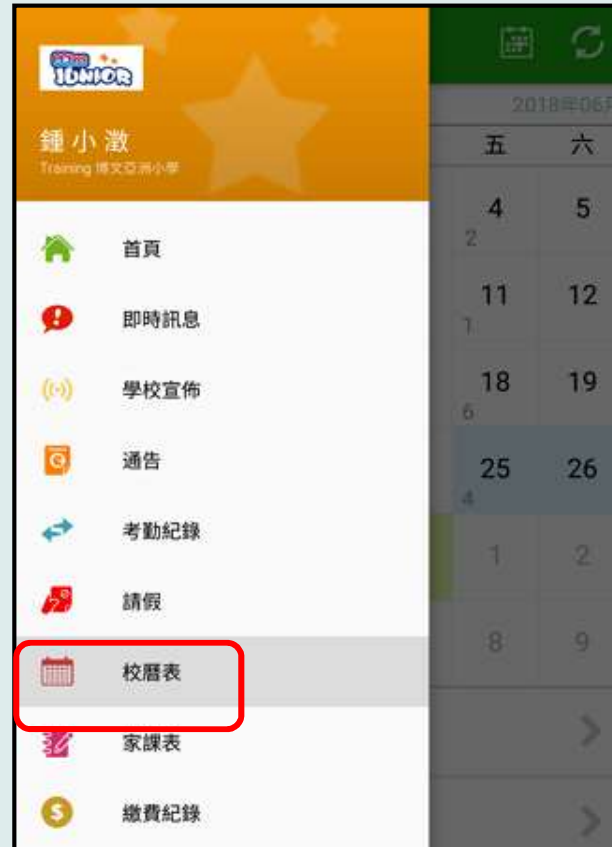 JUNIOR
鍾小澂
Training 博文亞洲小學
首頁
即時訊息
學校宣佈
通告
考勤紀錄
請假
校曆表
家課表
繳費紀錄
2018年06月
五 六
4 5
2
11 12
1
18 19
6
25 26
4
1 2
8 9